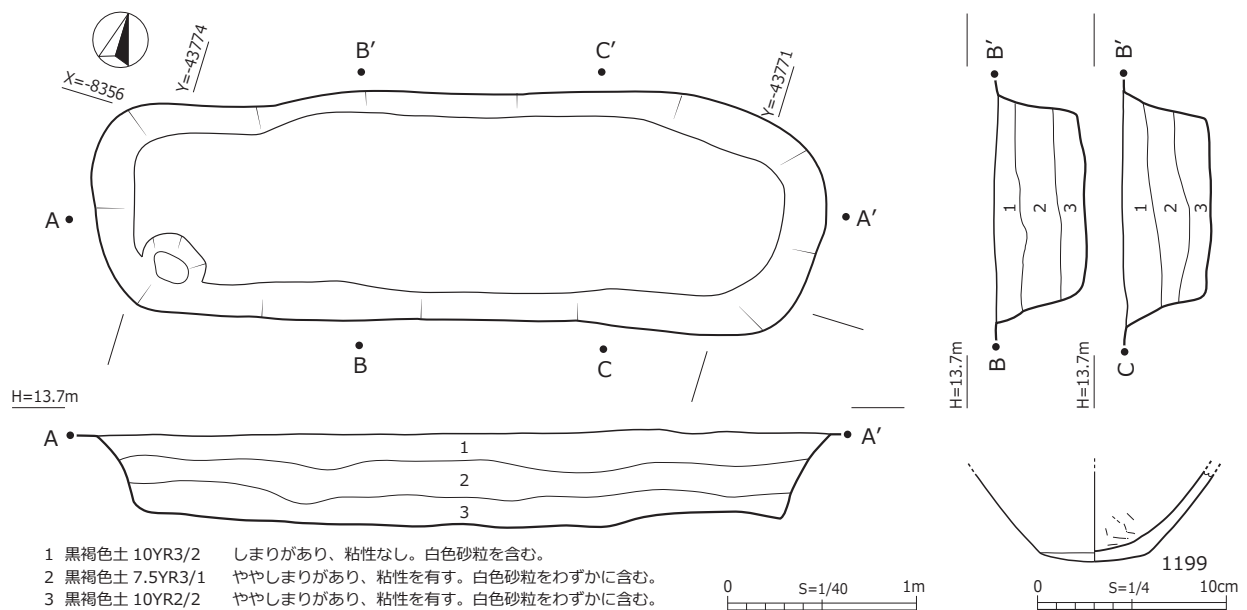 X=-8356
Y=-43774
B′
C′
Y=-43771
A
A′
B
C
B′
B′
1
2
3
1
2
3
B
C
H=13.7m
H=13.7m
H=13.7m
A
A′
1
2
3
1 黒褐色土 10YR3/2 しまりがあり、粘性なし。白色砂粒を含む。
2 黒褐色土 7.5YR3/1 ややしまりがあり、粘性を有す。白色砂粒をわずかに含む。
3 黒褐色土 10YR2/2 ややしまりがあり、粘性を有す。白色砂粒をわずかに含む。
0 S=1/40 1m
1199
0 S=1/4 10cm